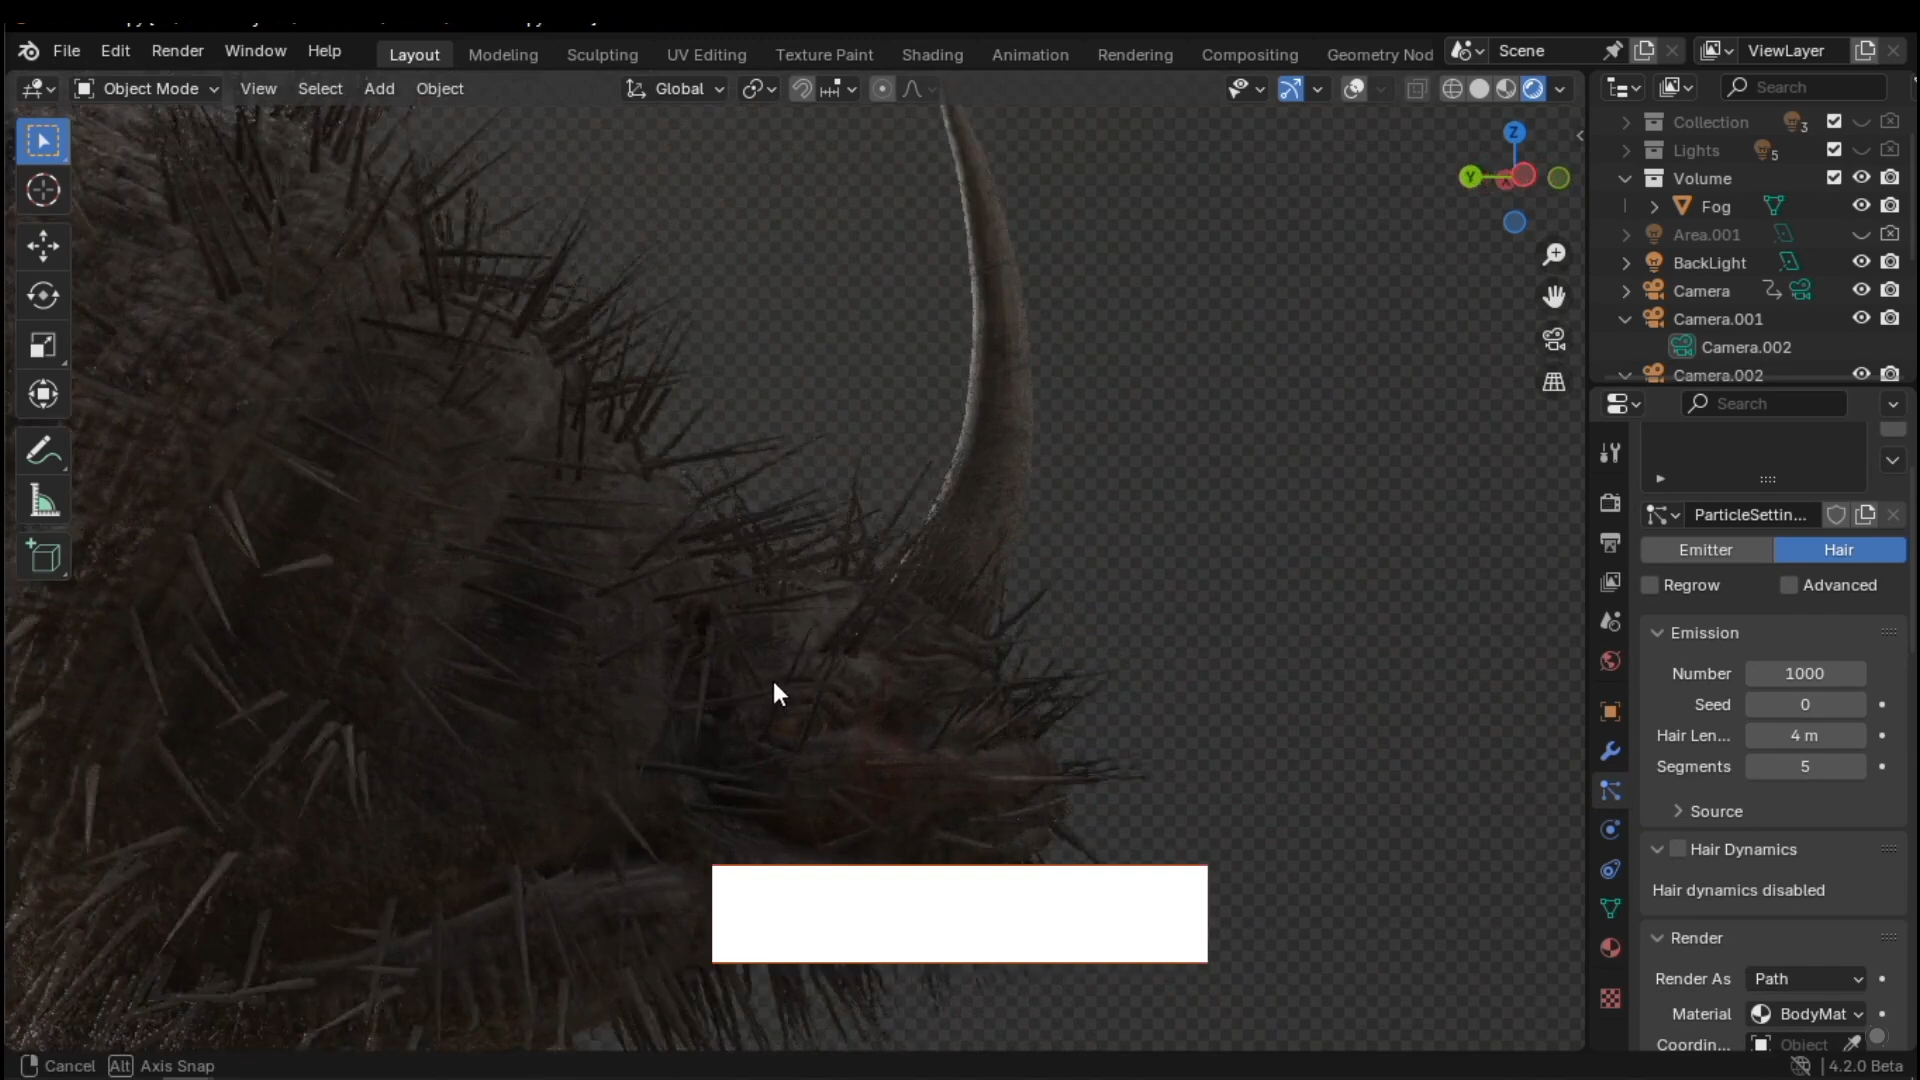 File Edit Render Window Help Layout Modeling Sculpting UV Editing Texture Paint Shading Animation Rendering Compositing Geometry Nod Scene ViewLayer
Object Mode View Select Add Object Global Search
Collection 3
Lights 5
Volume
Fog
Area.001
BackLight
Camera
Camera.001
Camera.002
Camera.002
Z
Y
Search
ParticleSettin...
Emitter Hair
Regrow Advanced
Emission
Number 1000
Seed 0
Hair Len... 4 m
Segments 5
Source
Hair Dynamics
Hair dynamics disabled
Render
Render As Path
Material BodyMat
Coordin... Object
Cancel Alt Axis Snap 4.2.0 Beta